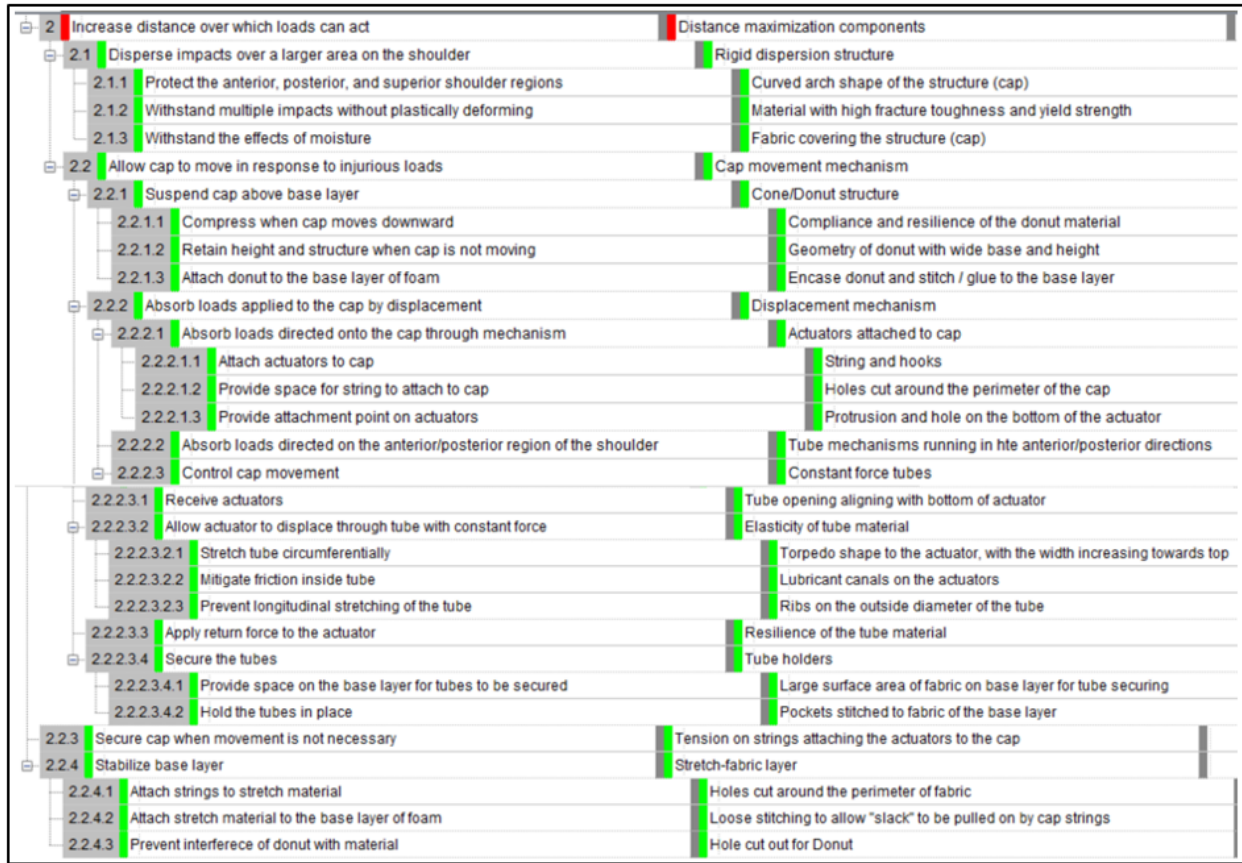 2 Increase distance over which loads can act Distance maximization components
2.1 Disperse impacts over a larger area on the shoulder Rigid dispersion structure
2.1.1 Protect the anterior, posterior, and superior shoulder regions Curved arch shape of the structure (cap)
2.1.2 Withstand multiple impacts without plastically deforming Material with high fracture toughness and yield strength
2.1.3 Withstand the effects of moisture Fabric covering the structure (cap)
2.2 Allow cap to move in response to injurious loads Cap movement mechanism
2.2.1 Suspend cap above base layer Cone/Donut structure
2.2.1.1 Compress when cap moves downward Compliance and resilience of the donut material
2.2.1.2 Retain height and structure when cap is not moving Geometry of donut with wide base and height
2.2.1.3 Attach donut to the base layer of foam Encase donut and stitch / glue to the base layer
2.2.2 Absorb loads applied to the cap by displacement Displacement mechanism
2.2.2.1 Absorb loads directed onto the cap through mechanism Actuators attached to cap
2.2.2.1.1 Attach actuators to cap String and hooks
2.2.2.1.2 Provide space for string to attach to cap Holes cut around the perimeter of the cap
2.2.2.1.3 Provide attachment point on actuators Protrusion and hole on the bottom of the actuator
2.2.2.2 Absorb loads directed on the anterior/posterior region of the shoulder Tube mechanisms running in hte anterior/posterior directions
2.2.2.3 Control cap movement Constant force tubes
2.2.2.3.1 Receive actuators Tube opening aligning with bottom of actuator
2.2.2.3.2 Allow actuator to displace through tube with constant force Elasticity of tube material
2.2.2.3.2.1 Stretch tube circumferentially Torpedo shape to the actuator, with the width increasing towards top
2.2.2.3.2.2 Mitigate friction inside tube Lubricant canals on the actuators
2.2.2.3.2.3 Prevent longitudinal stretching of the tube Ribs on the outside diameter of the tube
2.2.2.3.3 Apply return force to the actuator Resilience of the tube material
2.2.2.3.4 Secure the tubes Tube holders
2.2.2.3.4.1 Provide space on the base layer for tubes to be secured Large surface area of fabric on base layer for tube securing
2.2.2.3.4.2 Hold the tubes in place Pockets stitched to fabric of the base layer
2.2.3 Secure cap when movement is not necessary Tension on strings attaching the actuators to the cap
2.2.4 Stabilize base layer Stretch-fabric layer
2.2.4.1 Attach strings to stretch material Holes cut around the perimeter of fabric
2.2.4.2 Attach stretch material to the base layer of foam Loose stitching to allow "slack" to be pulled on by cap strings
2.2.4.3 Prevent interferece of donut with material Hole cut out for Donut